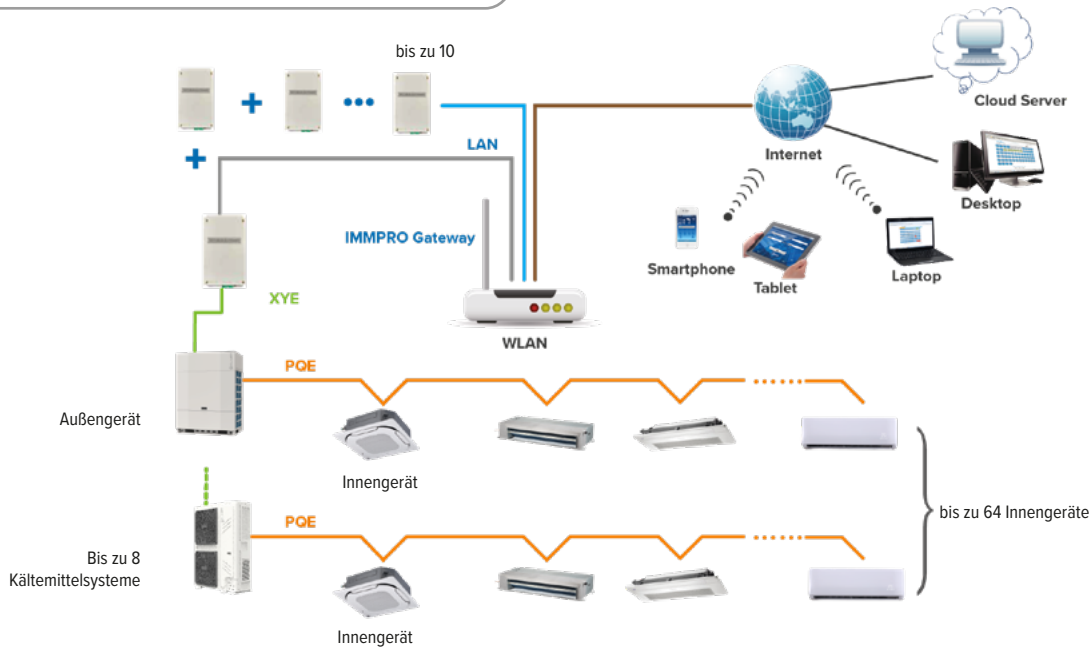 bis zu 10
Cloud Server
LAN
Internet
Desktop
IMMPRO Gateway
Smartphone
Tablet
Laptop
XYE
WLAN
PQE
Außengerät
Innengerät
bis zu 64 Innengeräte
PQE
Bis zu 8
Kältemittelsysteme
Innengerät